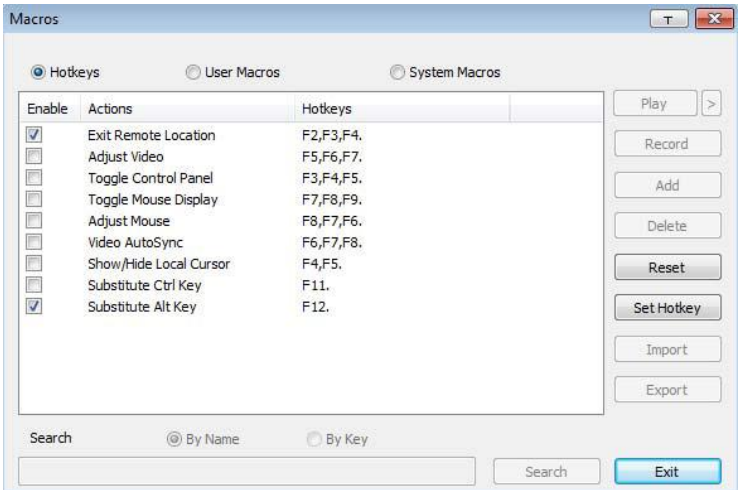 Macros
Hotkeys User Macros System Macros
Enable Actions Hotkeys
Exit Remote Location F2,F3,F4.
Adjust Video F5,F6,F7.
Toggle Control Panel F3,F4,F5.
Toggle Mouse Display F7,F8,F9.
Adjust Mouse F8,F7,F6.
Video AutoSync F6,F7,F8.
Show/Hide Local Cursor F4,F5.
Substitute Ctrl Key F11.
Substitute Alt Key F12.
Play >
Record
Add
Delete
Reset
Set Hotkey
Import
Export
Search By Name By Key
Search Exit